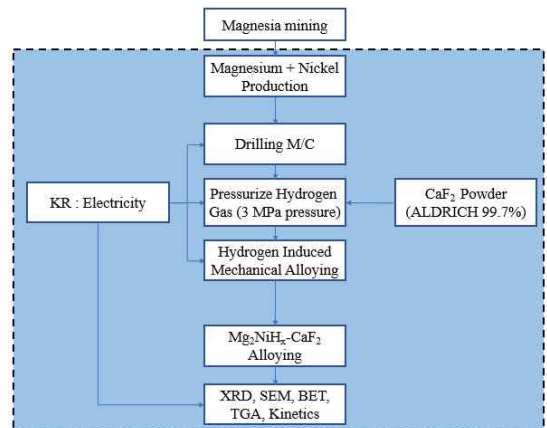 Magnesia mining
Magnesium + Nickel
Production
Drilling M/C
KR : Electricity
Pressurize Hydrogen
Gas (3 MPa pressure)
CaF₂ Powder
(ALDRICH 99.7%)
Hydrogen Induced
Mechanical Alloying
Mg₂NiHₓ-CaF₂
Alloying
XRD, SEM, BET,
TGA, Kinetics